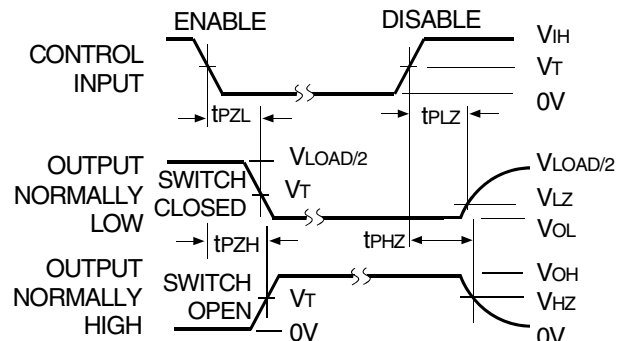 ENABLE
DISABLE
CONTROL
INPUT
VIH
VT
0V
tPZL
tPLZ
OUTPUT
NORMALLY
LOW
SWITCH
CLOSED
VLOAD/2
VT
VLOAD/2
VLZ
VOL
tPZH
tPHZ
OUTPUT
NORMALLY
HIGH
SWITCH
OPEN
VT
0V
VOH
VHZ
0V